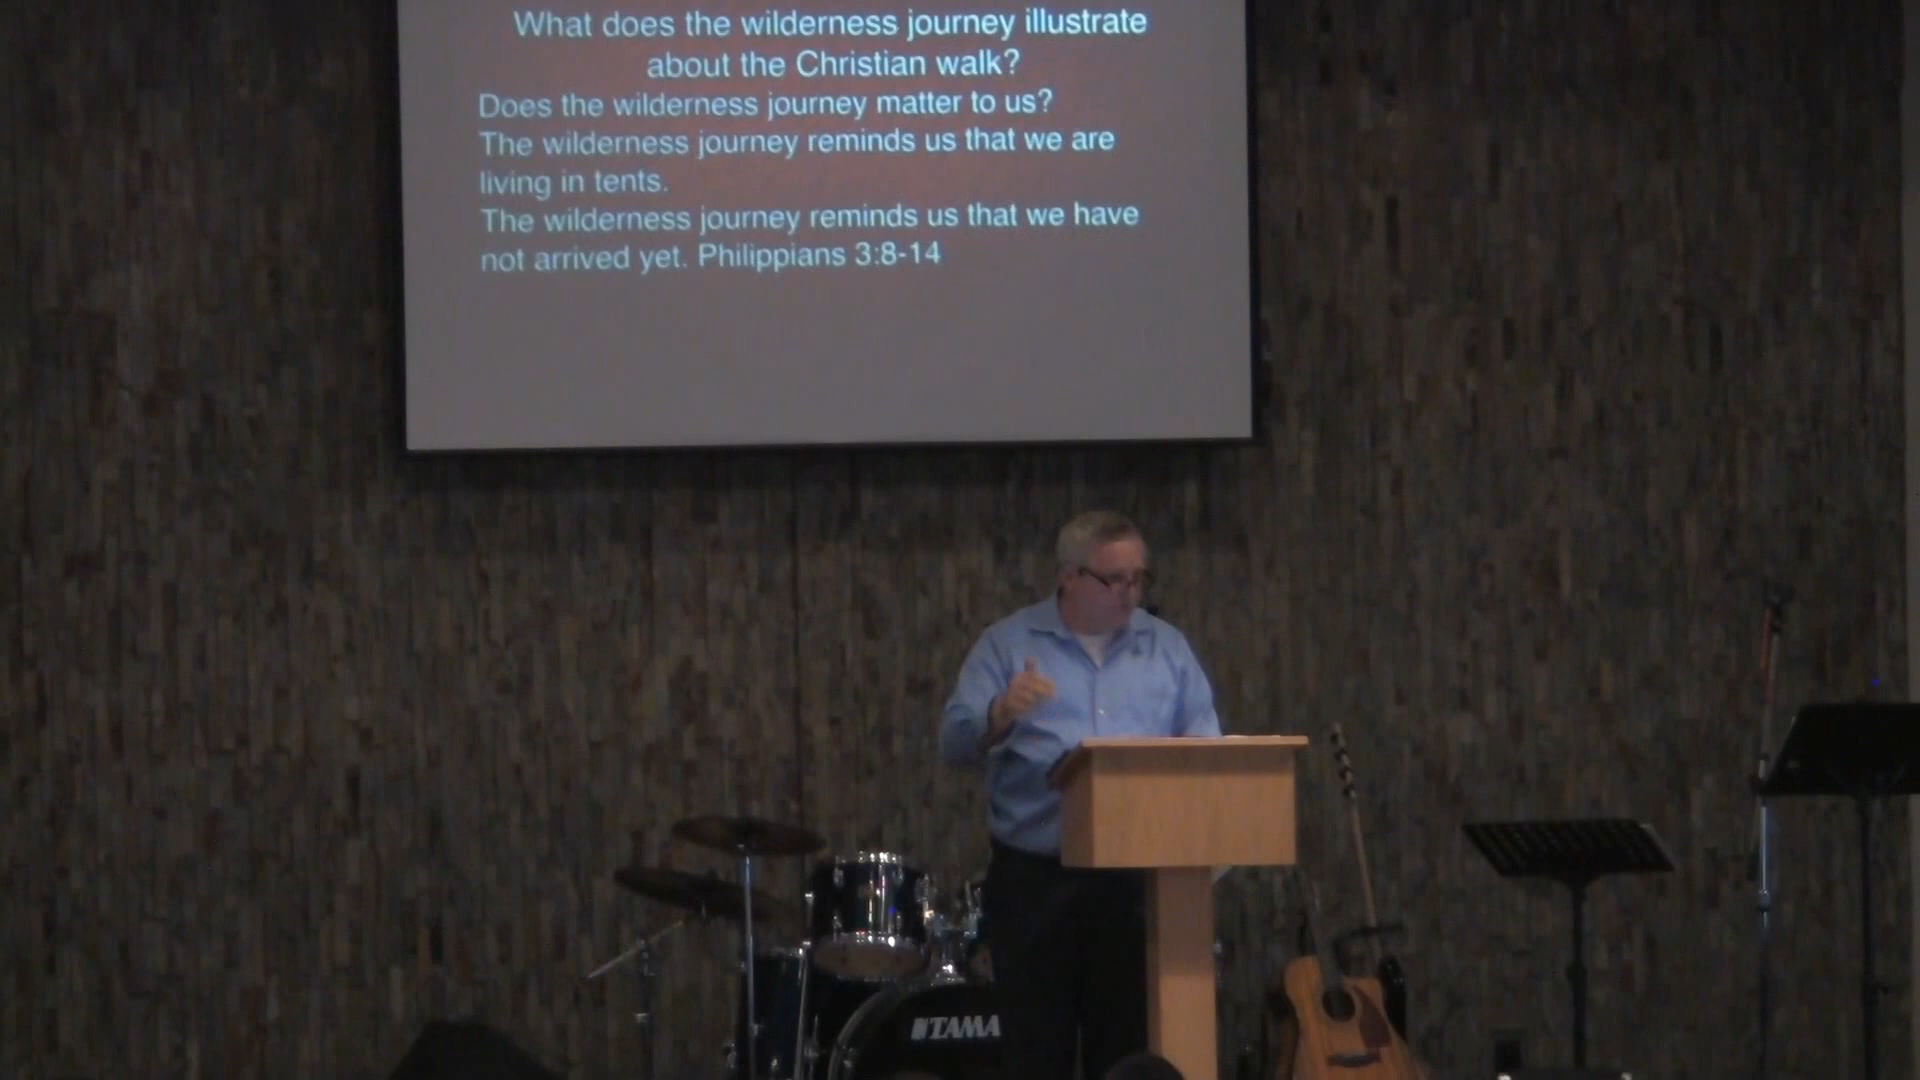 What does the wilderness journey illustrate
about the Christian walk?
Does the wilderness journey matter to us?
The wilderness journey reminds us that we are
living in tents.
The wilderness journey reminds us that we have
not arrived yet. Philippians 3:8-14
TAMA